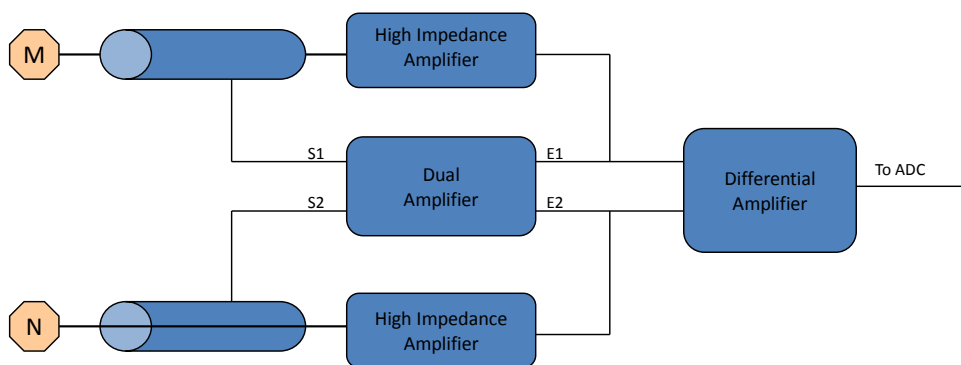 M
High Impedance
Amplifier
S1
Dual
Amplifier
E1
S2
E2
Differential
Amplifier
To ADC
N
High Impedance
Amplifier